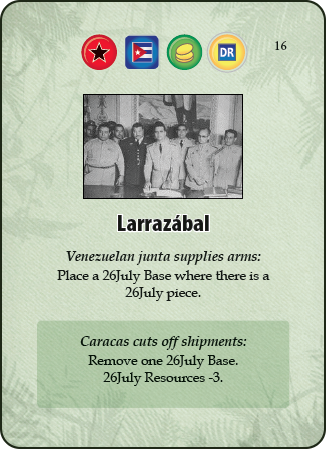 DR
16
Larrazábal
Venezuelan junta supplies arms:
Place a 26July Base where there is a
26July piece.
Caracas cuts off shipments:
Remove one 26July Base.
26July Resources -3.